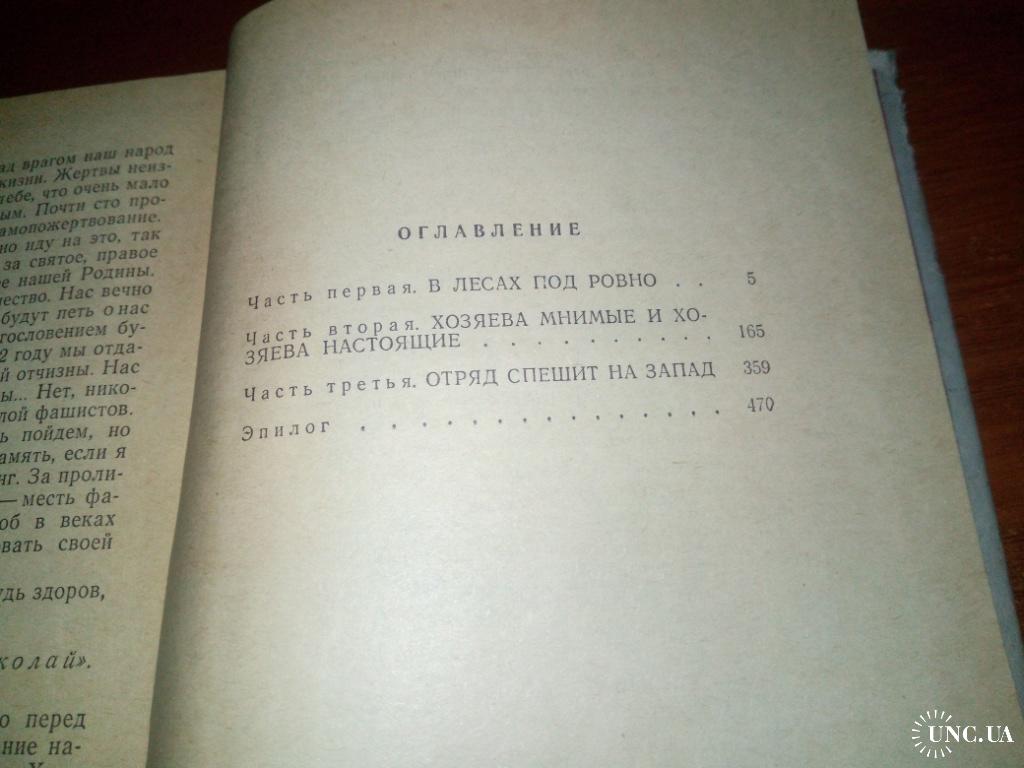 ад врагом наш народ
жизни. Жертвы неиз-
тебе, что очень мало
ым. Почти сто про-
амопожертвование.
но иду на это, так
за святое, правое
е нашей Родины.
чество. Нас вечно
будут петь о нас
гословением бу-
2 году мы отда-
й отчизны. Нас
ы... Нет, нико-
лой фашистов.
ь пойдем, но
амять, если я
нг. За проли-
— месть фа-
об в веках
овать своей
удь здоров,
колай».
о перед
ание на-
ОГЛАВЛЕНИЕ
Часть первая. В ЛЕСАХ ПОД РОВНО . . 5
Часть вторая. ХОЗЯЕВА МНИМЫЕ И ХО-
ЗЯЕВА НАСТОЯЩИЕ . . . . . . . . . . 165
Часть третья. ОТРЯД СПЕШИТ НА ЗАПАД 359
Эпилог . . . . . . . . . . . . . . 470
UNC.UA